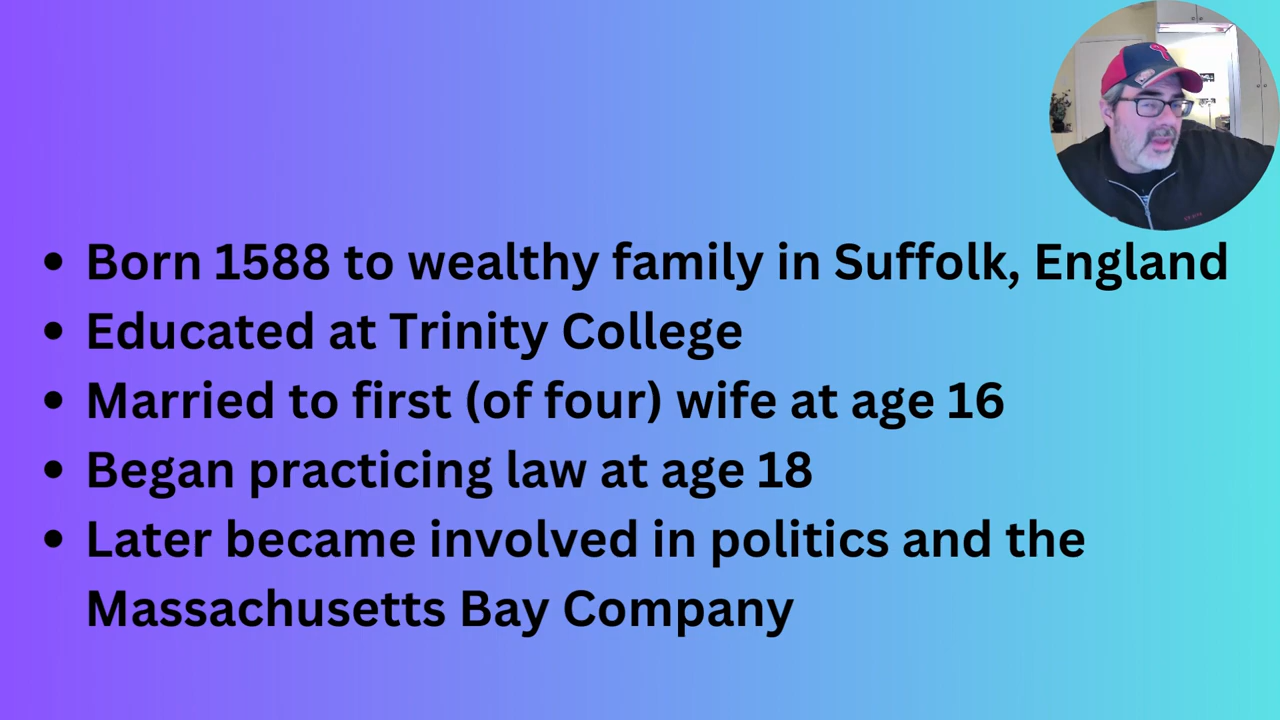 • Born 1588 to wealthy family in Suffolk, England
• Educated at Trinity College
• Married to first (of four) wife at age 16
• Began practicing law at age 18
• Later became involved in politics and the
Massachusetts Bay Company